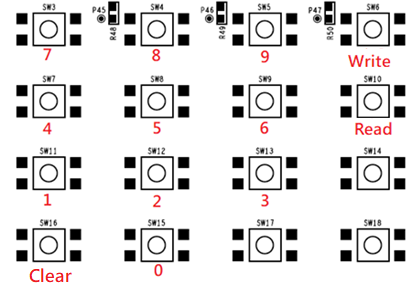 SW3 P45 R48 SW4 P46 R49 SW5 P47 R50 SW6
7 8 9 Write
SW7 SW8 SW9 SW10
4 5 6 Read
SW11 SW12 SW13 SW14
1 2 3
SW16 SW15 SW17 SW18
Clear 0